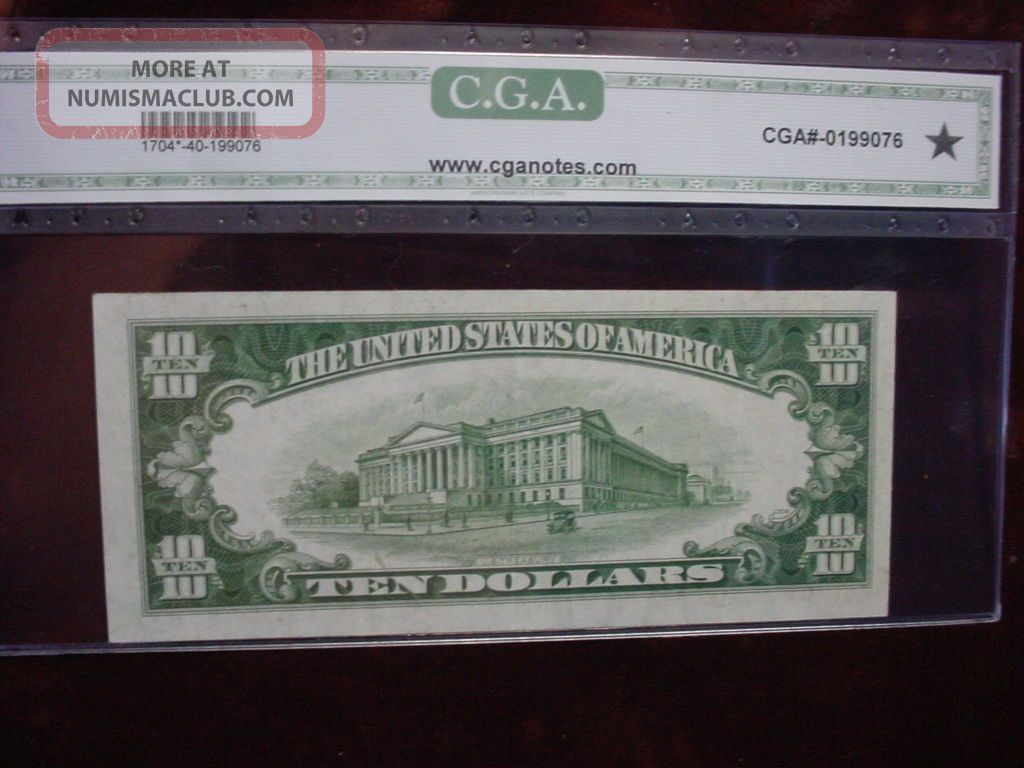 MORE AT
NUMISMACLUB.COM
1704*-40-199076
C.G.A.
www.cganotes.com
CGA#-0199076
10
TEN
10
THE UNITED STATES OF AMERICA
10
TEN
10
10
TEN
10
TEN DOLLARS
10
TEN
10